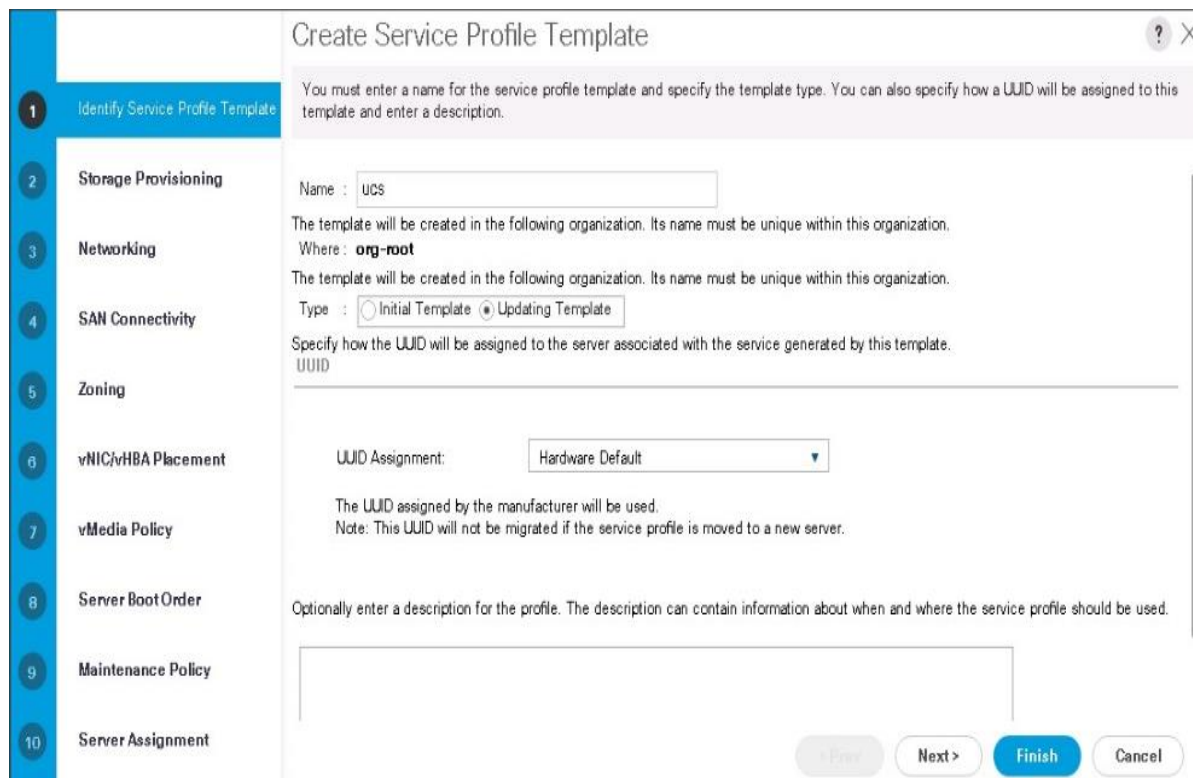 Create Service Profile Template
?
You must enter a name for the service profile template and specify the template type. You can also specify how a UUID will be assigned to this
template and enter a description.
1 Identify Service Profile Template
2 Storage Provisioning
3 Networking
4 SAN Connectivity
5 Zoning
6 vNIC/vHBA Placement
7 vMedia Policy
8 Server Boot Order
9 Maintenance Policy
10 Server Assignment
Name : ucs
The template will be created in the following organization. Its name must be unique within this organization.
Where : org-root
The template will be created in the following organization. Its name must be unique within this organization.
Type : Initial Template Updating Template
Specify how the UUID will be assigned to the server associated with the service generated by this template.
UUID
UUID Assignment: Hardware Default
The UUID assigned by the manufacturer will be used.
Note: This UUID will not be migrated if the service profile is moved to a new server.
Optionally enter a description for the profile. The description can contain information about when and where the service profile should be used.
< Prev Next > Finish Cancel